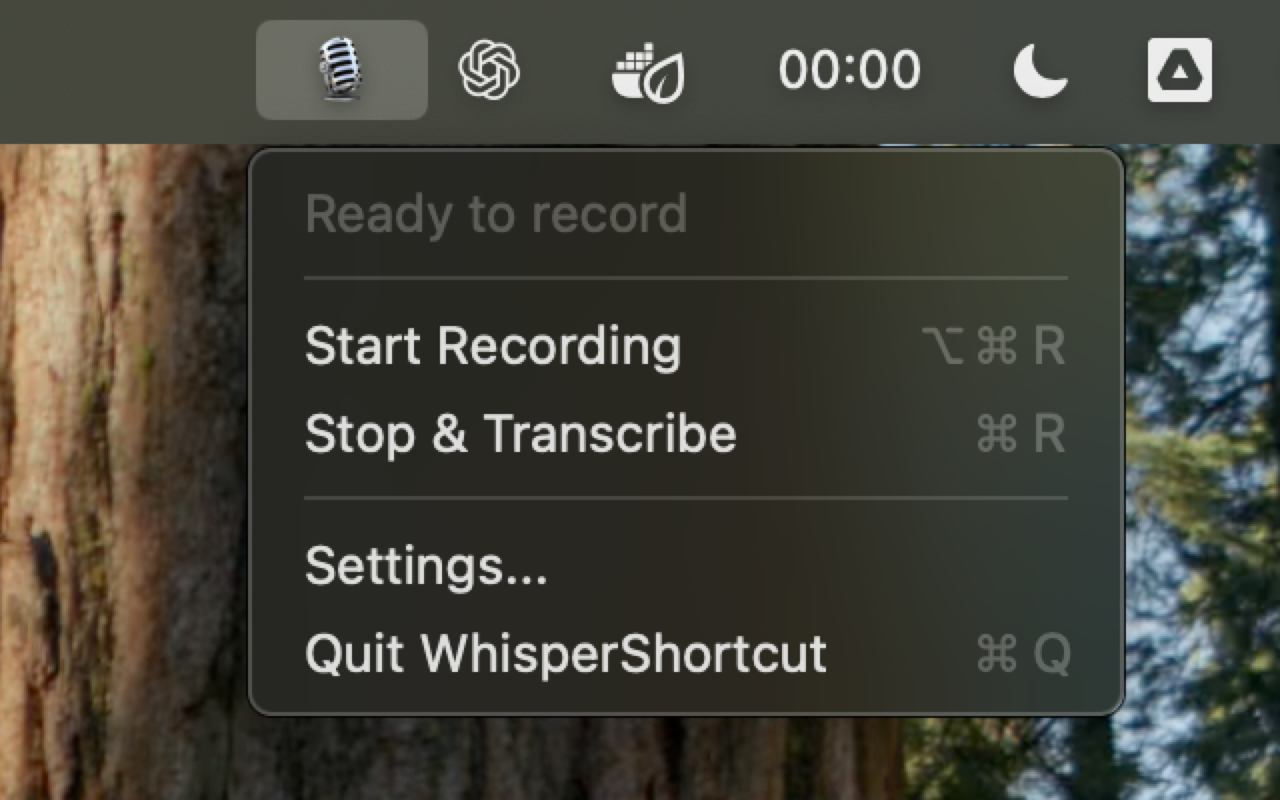 00:00
Ready to record
Start Recording ⌥⌘R
Stop & Transcribe ⌘R
Settings...
Quit WhisperShortcut ⌘Q